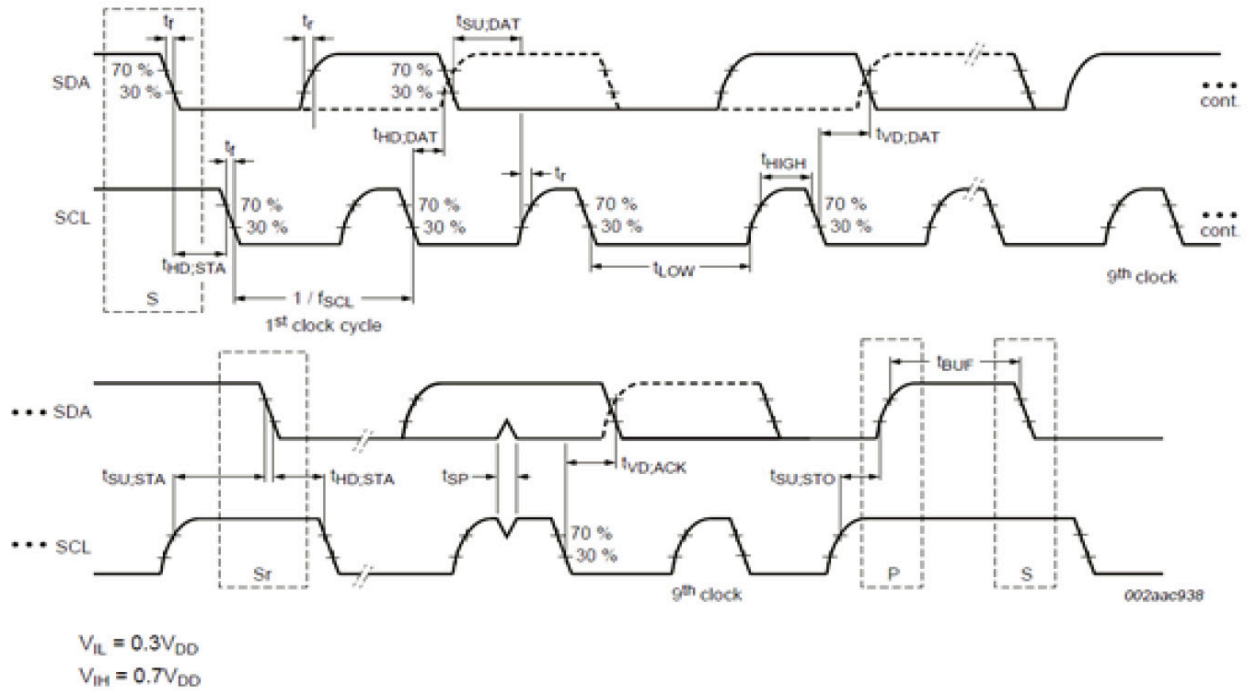 tf tr tSU;DAT
SDA 70 % 30 % 70 % 30 % cont.
tHD;DAT tVD;DAT
tf tr tHIGH
SCL 70 % 30 % 70 % 30 % 70 % 30 % 70 % 30 % cont.
tHD;STA tLOW
S 1 / fSCL 9th clock
1st clock cycle
tBUF
••• SDA
tSU;STA tHD;STA tSP tVD;ACK tSU;STO
••• SCL 70 % 30 %
Sr 9th clock P S
002aac938
VIL = 0.3VDD
VIH = 0.7VDD